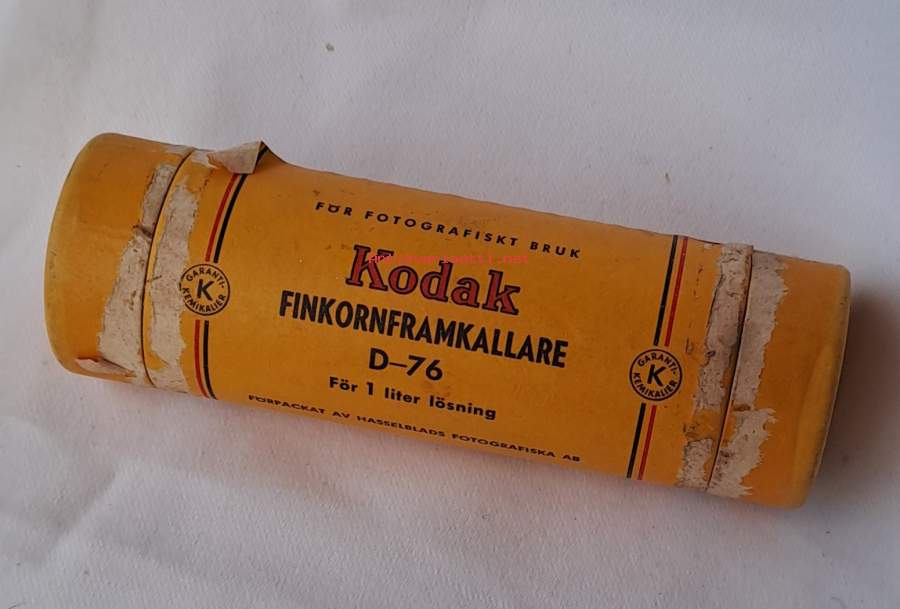 FÖR FOTOGRAFISKT BRUK
Kodak
FINKORNFRAMKALLARE
D-76
För 1 liter lösning
FÖRPACKAT AV HASSELBLADS FOTOGRAFISKA AB
GARANTI-
K
KEMIKALIER
GARANTI-
K
KEMIKALIER